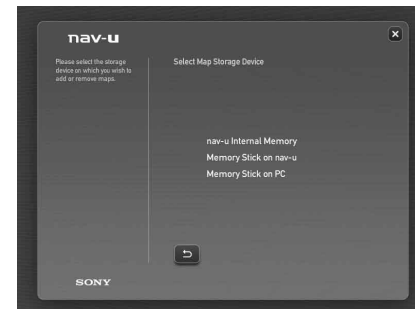 nav-u
Please select the storage
device on which you wish to
add or remove maps.
Select Map Storage Device
nav-u Internal Memory
Memory Stick on nav-u
Memory Stick on PC
SONY